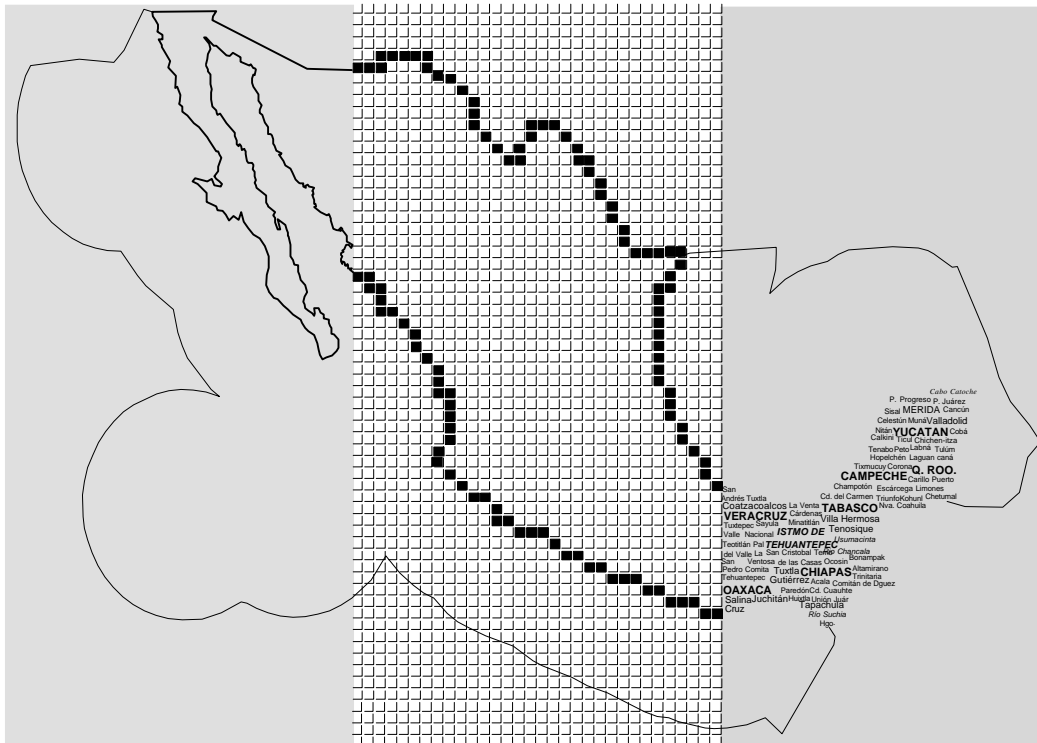 Cabo Catoche
P. Progreso P. Juárez
Sisal MERIDA Cancún
Celestún Muná Valladolid
Nitán YUCATAN Cobá
Calkini Ticul Chichen-itza
Tenabo Peto Labná Tulúm
Hopelchén Laguan caná
Tixmucuy Corona Q. ROO.
CAMPECHE Carillo Puerto
Champotón Escárcega Limones
San Cd. del Carmen Triunfo Kohunl Chetumal
Andrés Tuxtla
Coatzacoalcos La Venta TABASCO Nva. Coahuila
VERACRUZ Cárdenas Villa Hermosa
Tuxtepec Sayula Minatitlán
Valle Nacional ISTMO DE Tenosique
Usumacinta
Teotitlán Pal TEHUANTEPEC
del Valle La San Cristobal Chancala
San Ventosa de las Casas Ocosin Bonampak
Pedro Comita Tuxtla CHIAPAS Altamirano
Tehuantepec Gutiérrez Acala Trinitaria
Comitán de Dguez
OAXACA Paredón Cd. Cuauhte
Salina Juchitán Huixtla Unión Juár
Cruz Tapachula
Río Suchia
Hgo.